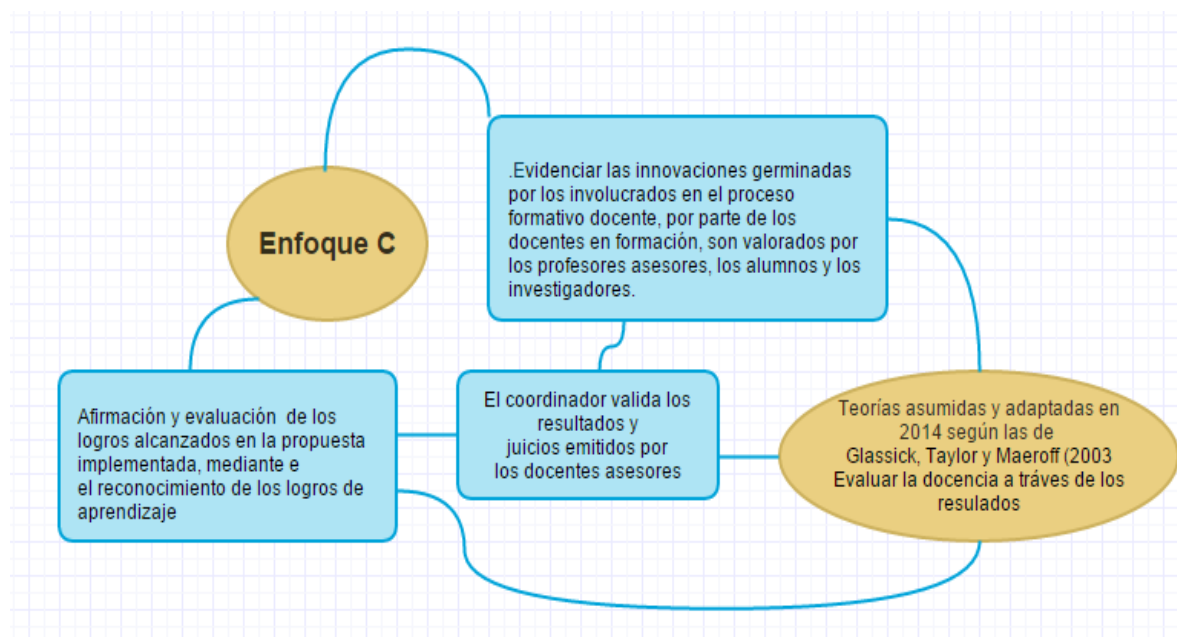 Enfoque C
.Evidenciar las innovaciones germinadas
por los involucrados en el proceso
formativo docente, por parte de los
docentes en formación, son valorados por
los profesores asesores, los alumnos y los
investigadores.
Afirmación y evaluación de los
logros alcanzados en la propuesta
implementada, mediante e
el reconocimiento de los logros de
aprendizaje
El coordinador valida los
resultados y
juicios emitidos por
los docentes asesores
Teorías asumidas y adaptadas en
2014 según las de
Glassick, Taylor y Maeroff (2003
Evaluar la docencia a tráves de los
resulados